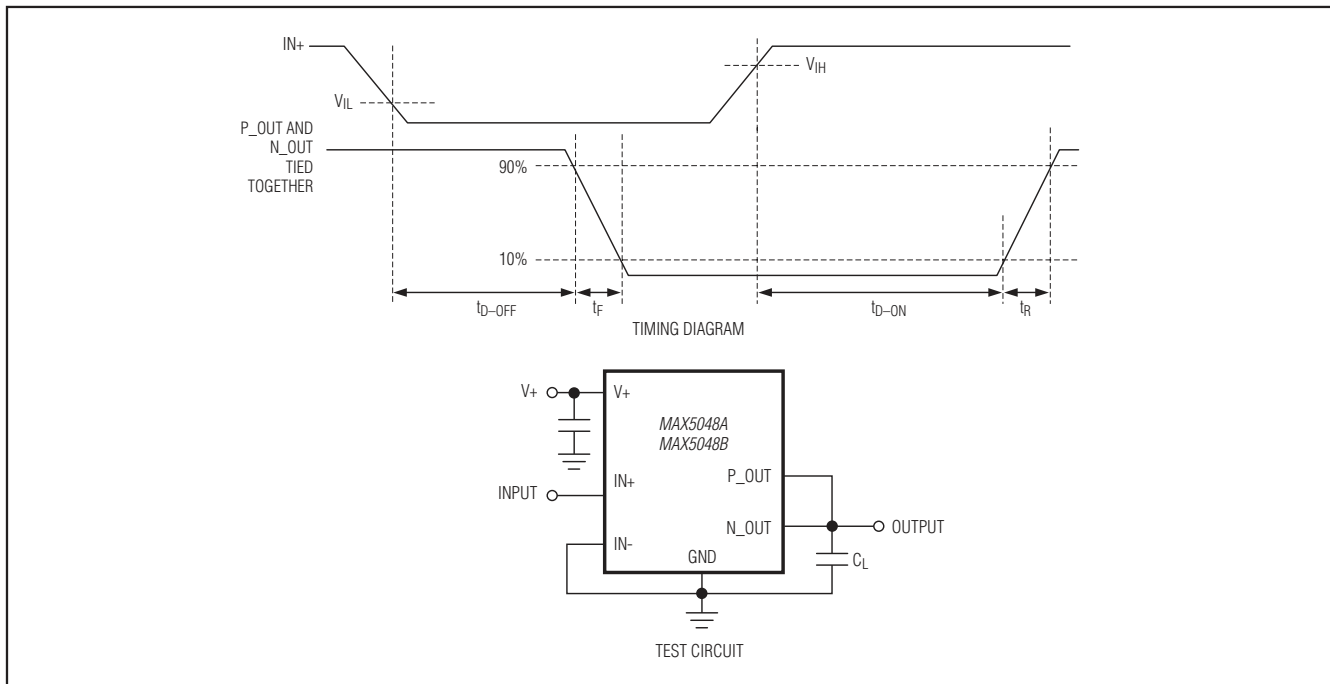 IN+
VIH
VIL
P_OUT AND
N_OUT
TIED
TOGETHER
90%
10%
tD–OFF
tF
tD–ON
tR
TIMING DIAGRAM
V+
V+
MAX5048A
MAX5048B
P_OUT
INPUT
IN+
N_OUT
OUTPUT
IN-
GND
CL
TEST CIRCUIT